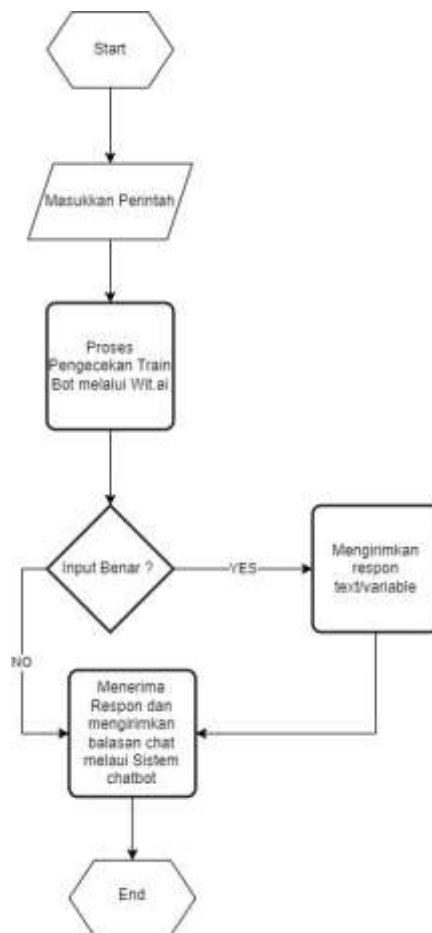 Start
Masukkan Perintah
Proses
Pengecekan Train
Bot melalui Wit.ai
Input Benar ?
YES
Mengirimkan
respon
text/variable
NO
Menerima
Respon dan
mengirimkan
balasan chat
melaui Sistem
chatbot
End